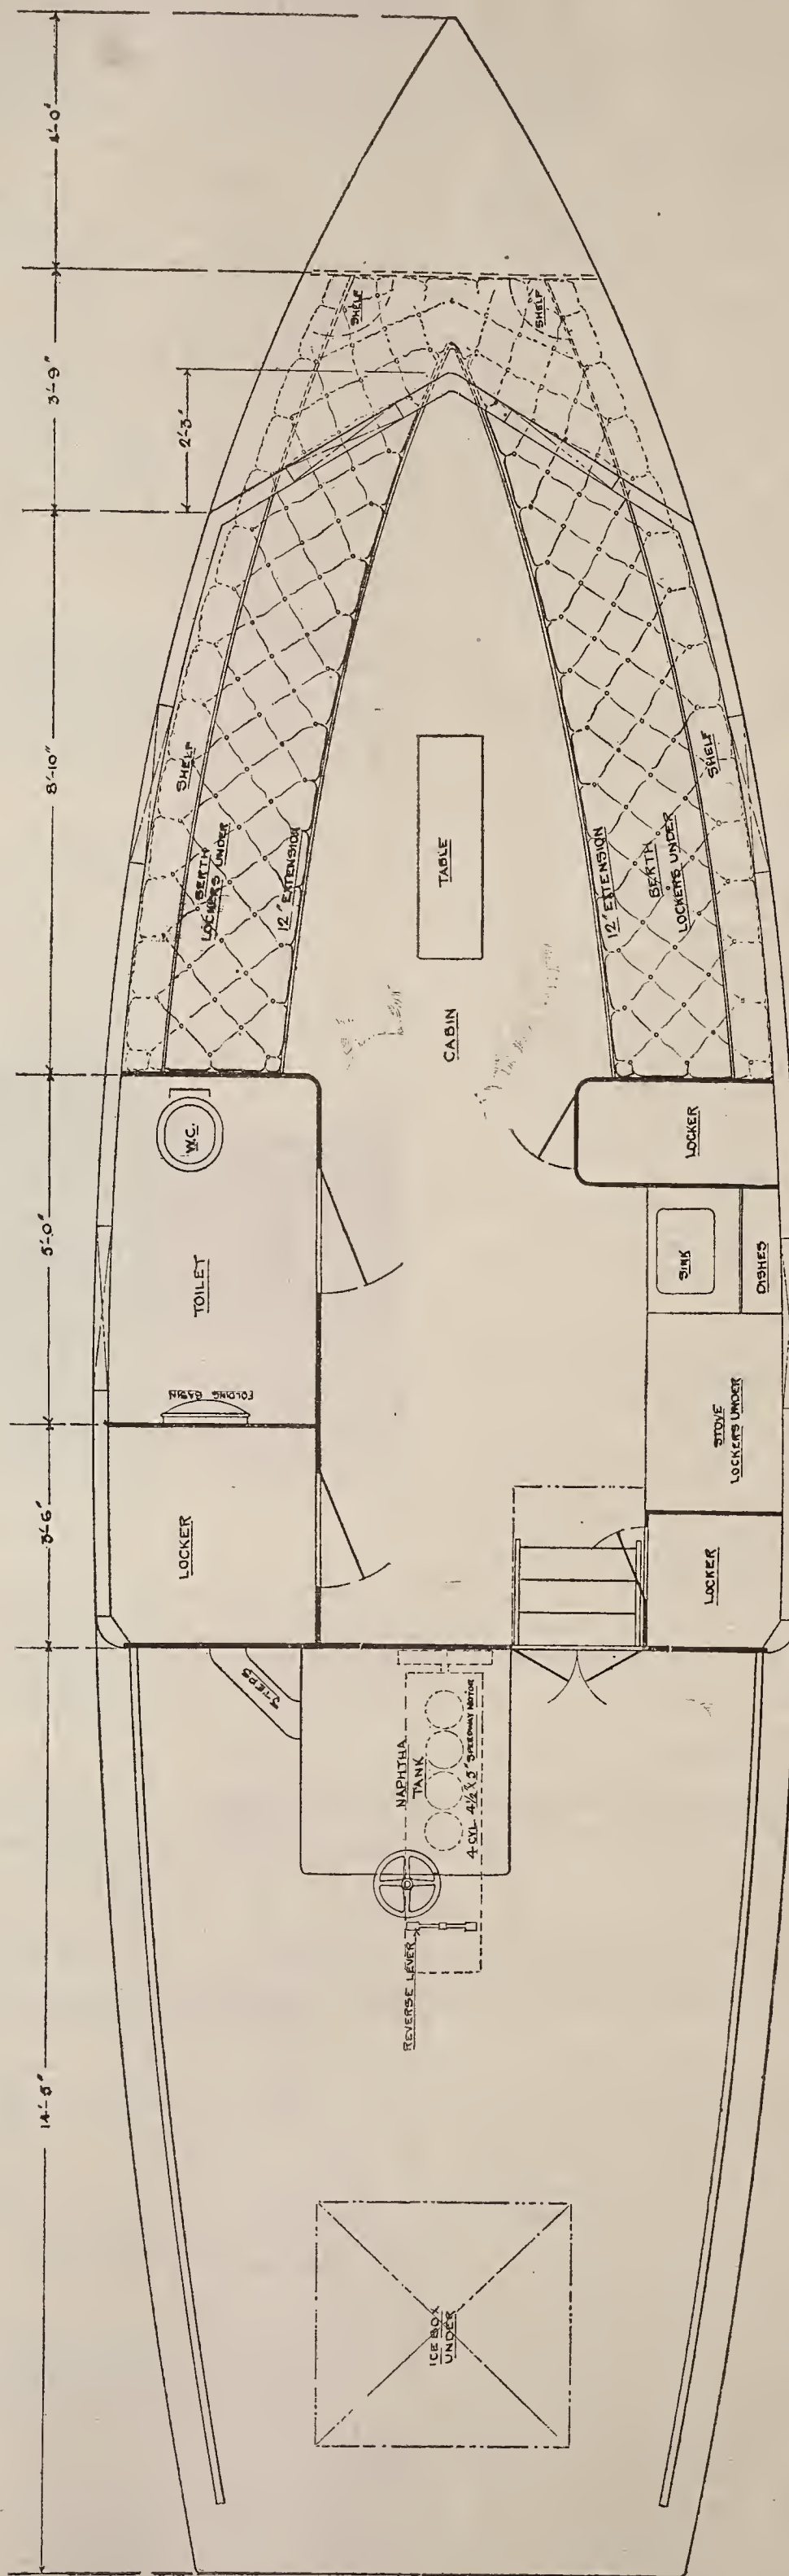 4'-0"
3'-9"
2'-3"
8'-10"
5'-0"
3'-6"
14'-5"
SHELF
SHELF
SHELF
BERTH
LOCKERS UNDER
12" EXTENSION
TABLE
CABIN
12" EXTENSION
BERTH
LOCKERS UNDER
SHELF
W.C.
TOILET
FOLDING BASIN
LOCKER
LOCKER
SINK
DISHES
STOVE
LOCKERS UNDER
LOCKER
STEPS
NAPHTHA
TANK
4-CYL. 4½ X 5" SPEEDWAY MOTOR
REVERSE LEVER
ICE BOX
UNDER